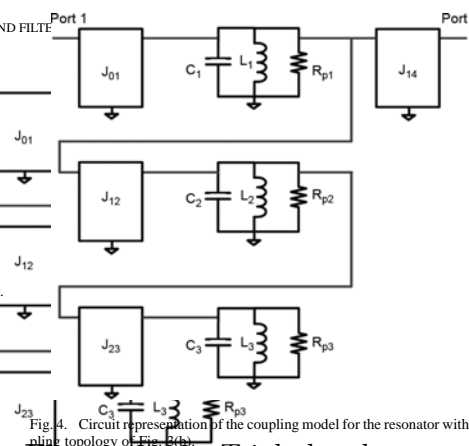 ND FILTE
Port 1
Port
J01
C1
L1
Rp1
J14
J01
J12
C2
L2
Rp2
J12
J23
C3
L3
Rp3
J23
C3
L3
Rp3
Fig. 4. Circuit representation of the coupling model for the resonator with
pling topology of Fig. 3(b).